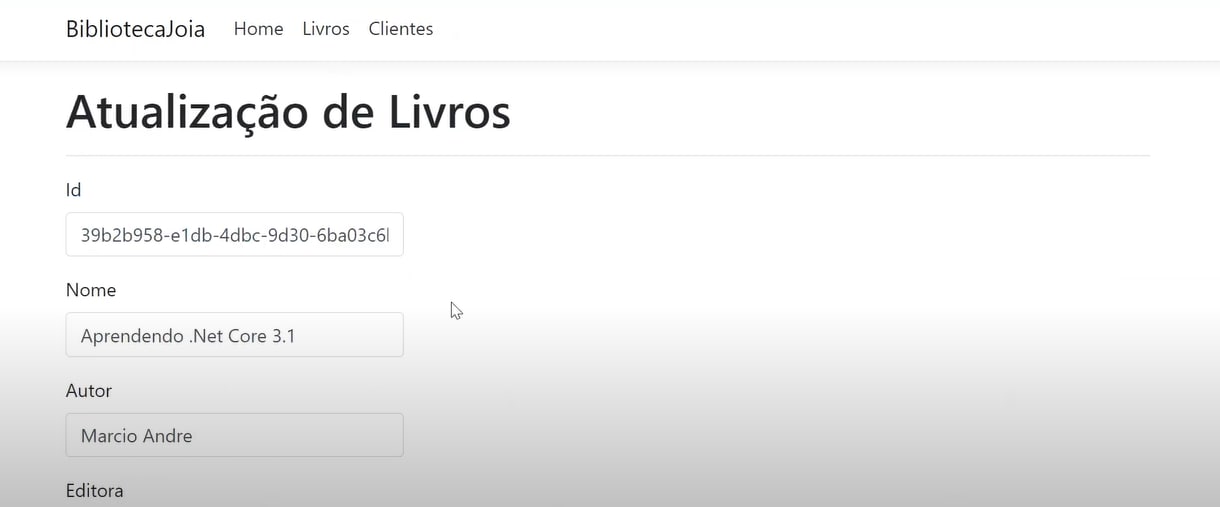 BibliotecaJoia Home Livros Clientes
Atualização de Livros
Id
39b2b958-e1db-4dbc-9d30-6ba03c6
Nome
Aprendendo .Net Core 3.1
Autor
Marcio Andre
Editora